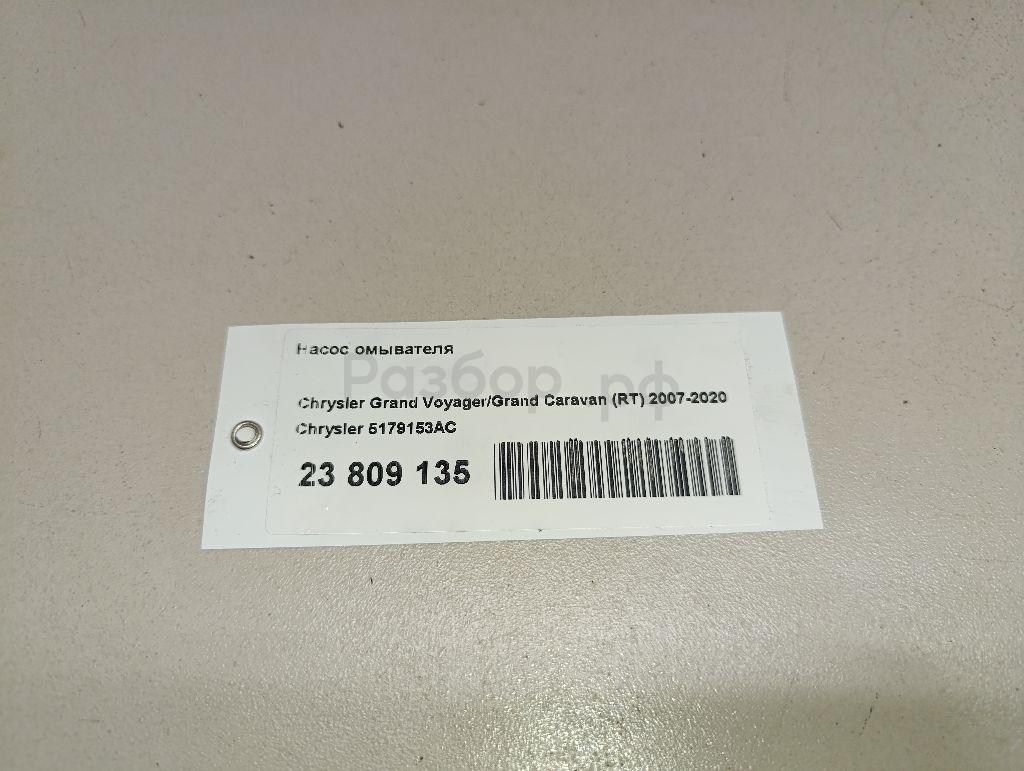 Насос омывателя
Разбор.рф
Chrysler Grand Voyager/Grand Caravan (RT) 2007-2020
Chrysler 5179153AC
23 809 135